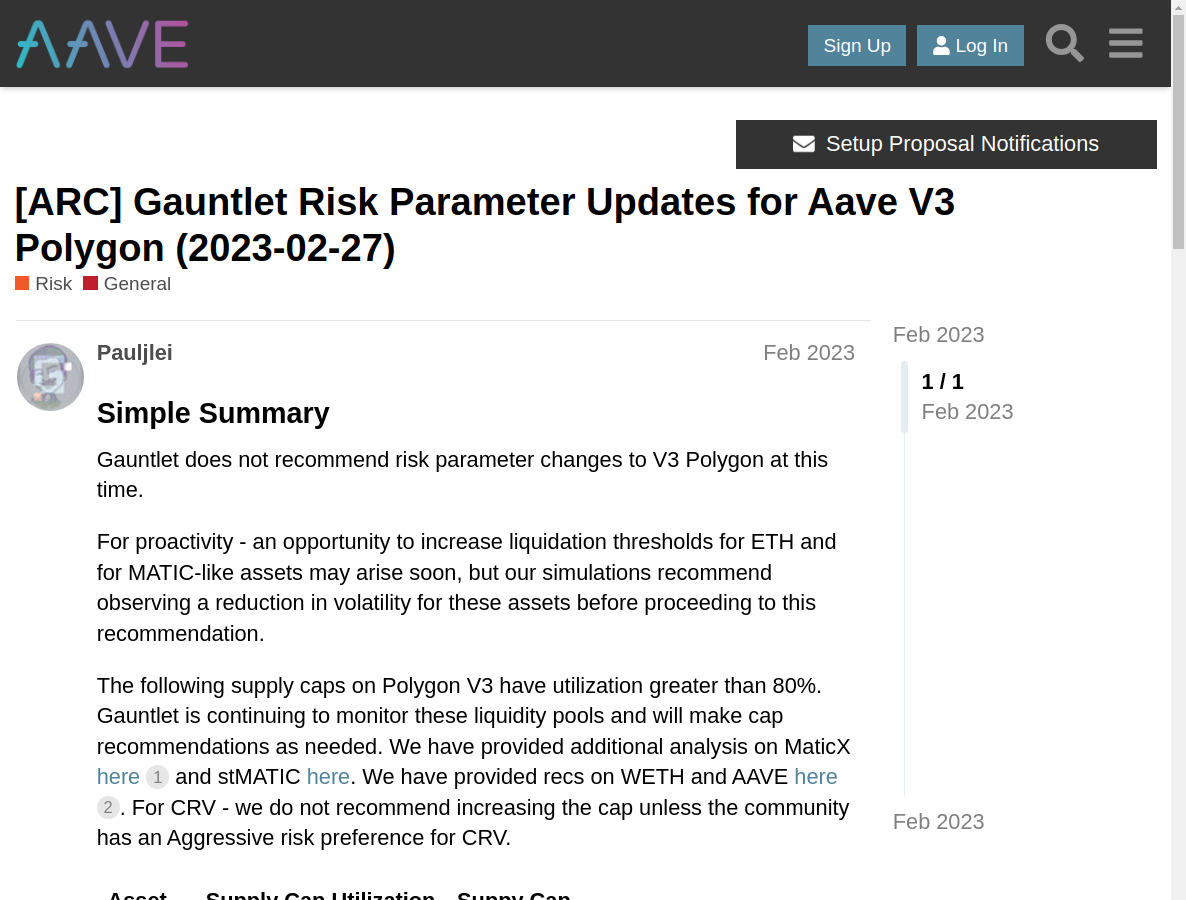 AAVE
Sign Up
Log In
Setup Proposal Notifications
[ARC] Gauntlet Risk Parameter Updates for Aave V3
Polygon (2023-02-27)
Risk General
Pauljlei Feb 2023
Feb 2023
1 / 1
Feb 2023
Simple Summary
Gauntlet does not recommend risk parameter changes to V3 Polygon at this
time.
For proactivity - an opportunity to increase liquidation thresholds for ETH and
for MATIC-like assets may arise soon, but our simulations recommend
observing a reduction in volatility for these assets before proceeding to this
recommendation.
The following supply caps on Polygon V3 have utilization greater than 80%.
Gauntlet is continuing to monitor these liquidity pools and will make cap
recommendations as needed. We have provided additional analysis on MaticX
here 1 and stMATIC here. We have provided recs on WETH and AAVE here
2. For CRV - we do not recommend increasing the cap unless the community
has an Aggressive risk preference for CRV.
Feb 2023
Asset Supply Cap Utilization Suppy Cap